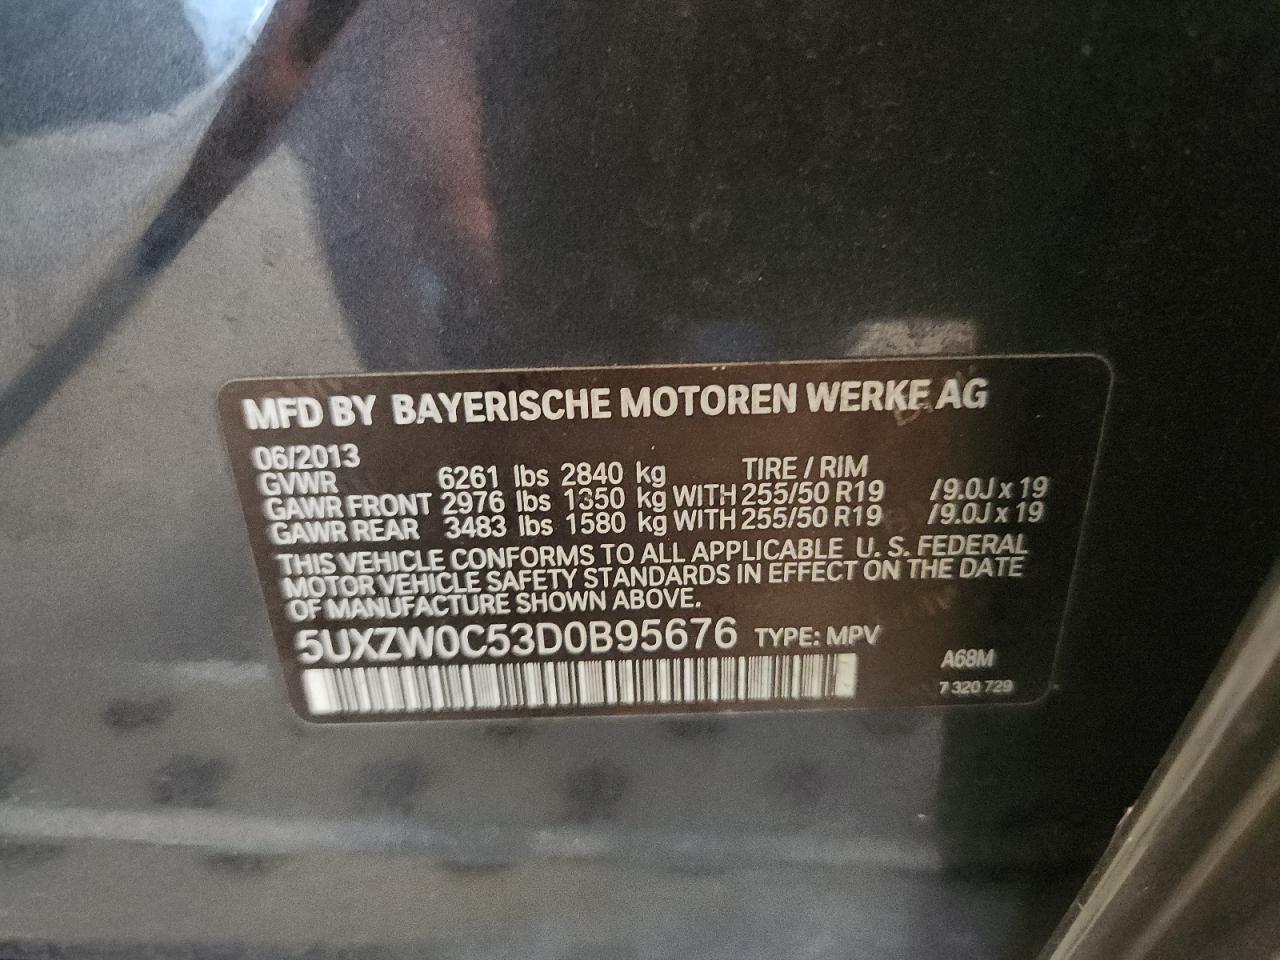 MFD BY BAYERISCHE MOTOREN WERKE AG
06/2013
GVWR 6261 lbs 2840 kg TIRE / RIM
GAWR FRONT 2976 lbs 1350 kg WITH 255/50 R19 /9.0J x 19
GAWR REAR 3483 lbs 1580 kg WITH 255/50 R19 /9.0J x 19
THIS VEHICLE CONFORMS TO ALL APPLICABLE U. S. FEDERAL
MOTOR VEHICLE SAFETY STANDARDS IN EFFECT ON THE DATE
OF MANUFACTURE SHOWN ABOVE.
5UXZW0C53D0B95676 TYPE: MPV
A68M
7 320 729